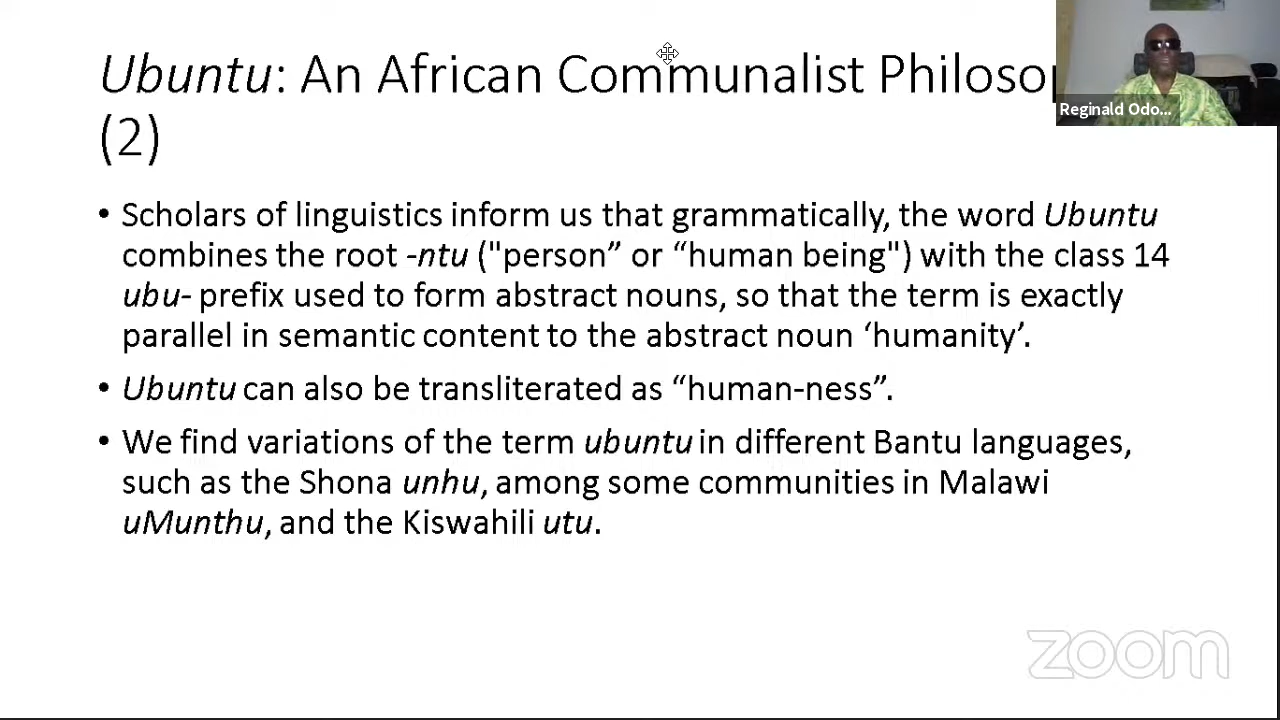 Ubuntu: An African Communalist Philoso
(2)
Reginald Odo...
• Scholars of linguistics inform us that grammatically, the word Ubuntu
combines the root -ntu ("person” or “human being") with the class 14
ubu- prefix used to form abstract nouns, so that the term is exactly
parallel in semantic content to the abstract noun ‘humanity’.
• Ubuntu can also be transliterated as “human-ness”.
• We find variations of the term ubuntu in different Bantu languages,
such as the Shona unhu, among some communities in Malawi
uMunthu, and the Kiswahili utu.
zoom